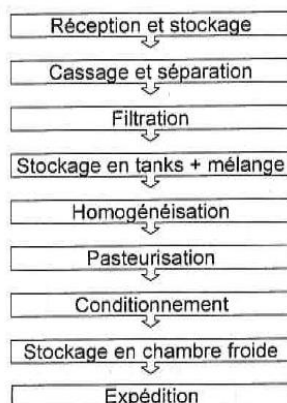 Réception et stockage
Cassage et séparation
Filtration
Stockage en tanks + mélange
Homogénéisation
Pasteurisation
Conditionnement
Stockage en chambre froide
Expédition